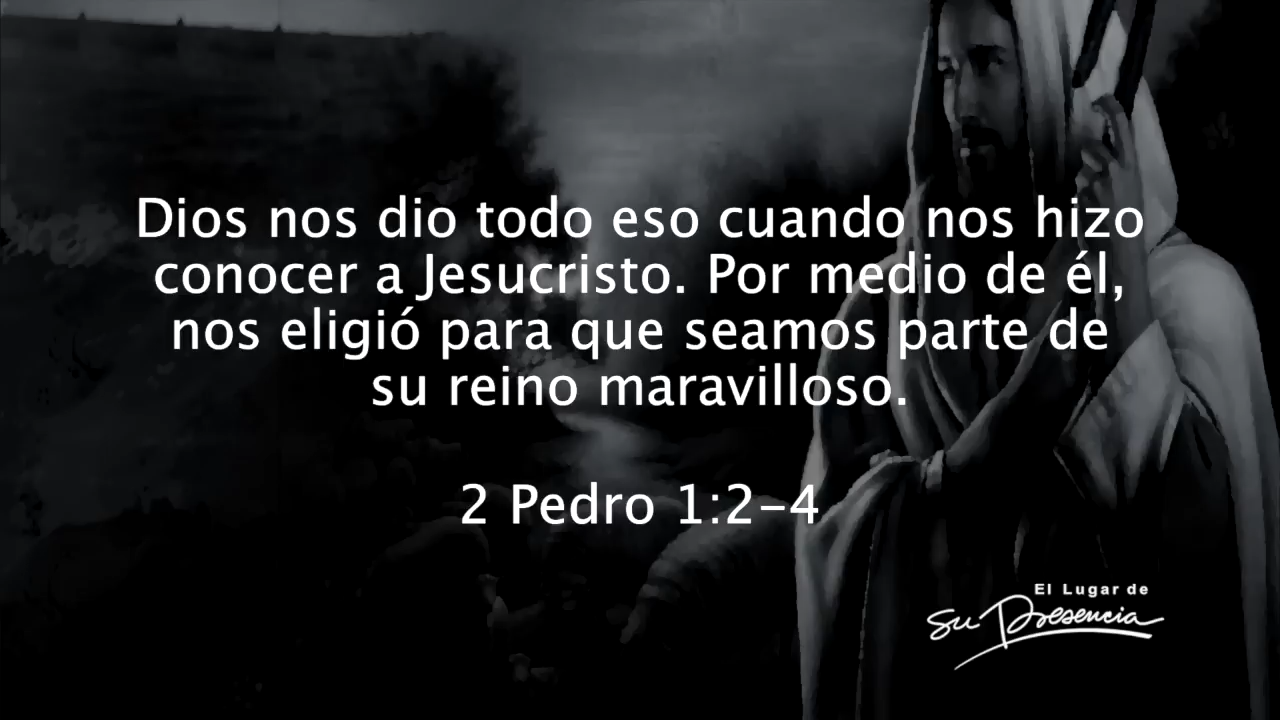 Dios nos dio todo eso cuando nos hizo
conocer a Jesucristo. Por medio de él,
nos eligió para que seamos parte de
su reino maravilloso.
2 Pedro 1:2-4
El Lugar de
Su Presencia